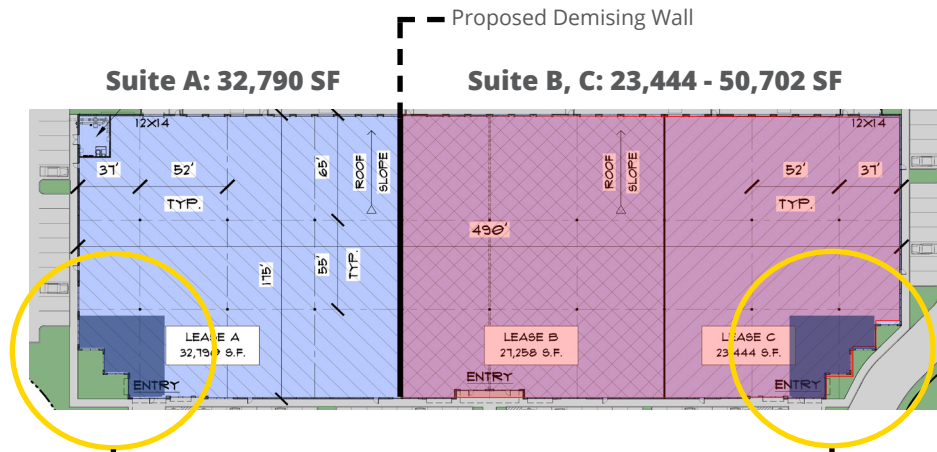 Proposed Demising Wall
Suite A: 32,790 SF
Suite B, C: 23,444 - 50,702 SF
12X14
12X14
37'
52'
TYP.
65'
ROOF
SLOPE
ROOF
SLOPE
52'
37'
TYP.
490'
175'
55'
TYP.
LEASE A
32,790 S.F.
LEASE B
27,258 S.F.
LEASE C
23,444 S.F.
ENTRY
ENTRY
ENTRY